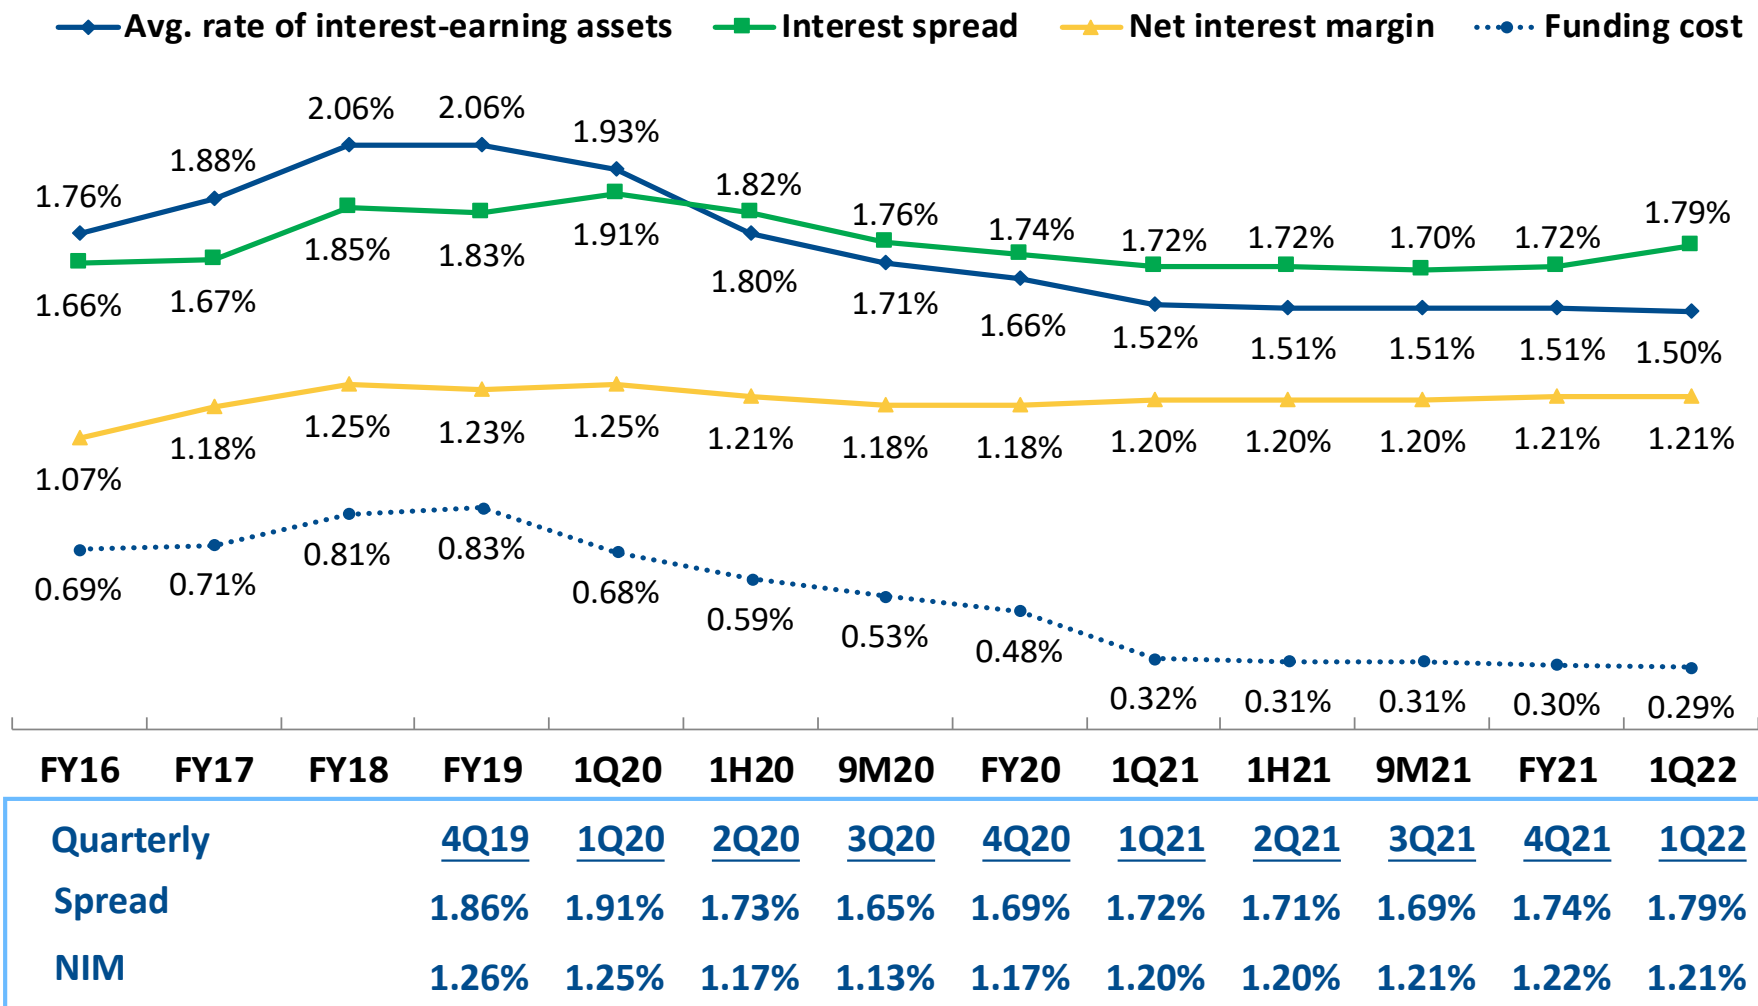 Avg. rate of interest-earning assets Interest spread Net interest margin Funding cost
1.76% 1.88% 2.06% 2.06% 1.93% 1.82% 1.76% 1.74% 1.72% 1.72% 1.70% 1.72% 1.79%
1.66% 1.67% 1.85% 1.83% 1.91% 1.80% 1.71% 1.66% 1.52% 1.51% 1.51% 1.51% 1.50%
1.07% 1.18% 1.25% 1.23% 1.25% 1.21% 1.18% 1.18% 1.20% 1.20% 1.20% 1.21% 1.21%
0.69% 0.71% 0.81% 0.83% 0.68% 0.59% 0.53% 0.48% 0.32% 0.31% 0.31% 0.30% 0.29%
FY16 FY17 FY18 FY19 1Q20 1H20 9M20 FY20 1Q21 1H21 9M21 FY21 1Q22
Quarterly 4Q19 1Q20 2Q20 3Q20 4Q20 1Q21 2Q21 3Q21 4Q21 1Q22
Spread 1.86% 1.91% 1.73% 1.65% 1.69% 1.72% 1.71% 1.69% 1.74% 1.79%
NIM 1.26% 1.25% 1.17% 1.13% 1.17% 1.20% 1.20% 1.21% 1.22% 1.21%